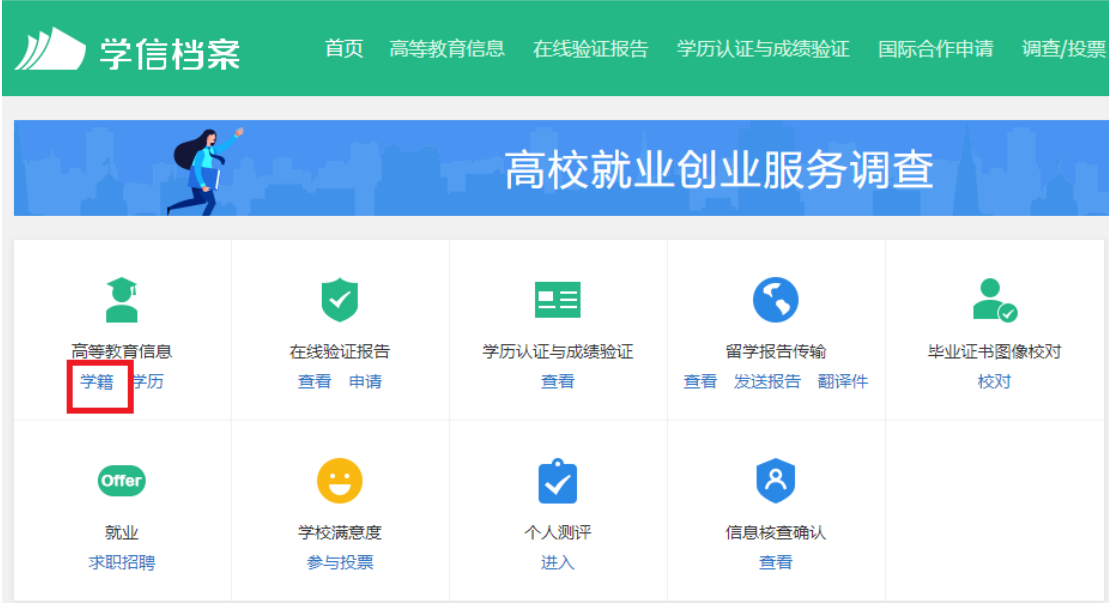 学信档案 首页 高等教育信息 在线验证报告 学历认证与成绩验证 国际合作申请 调查/投票
高校就业创业服务调查
高等教育信息 在线验证报告 学历认证与成绩验证 留学报告传输 毕业证书图像校对
学籍 学历 查看 申请 查看 查看 发送报告 翻译件 校对
Offer
就业 学校满意度 个人测评 信息核查确认
求职招聘 参与投票 进入 查看